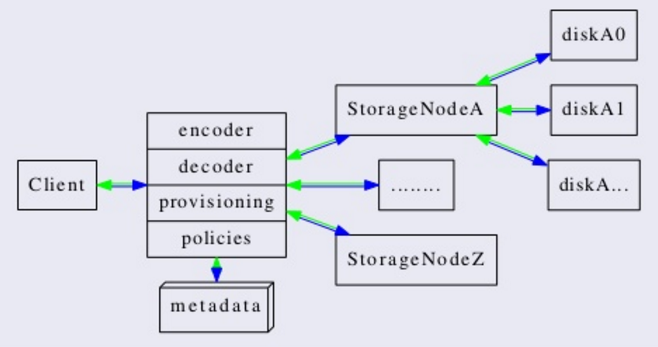 diskA0
StorageNodeA
diskA1
encoder
decoder
Client
........
diskA...
provisioning
policies
StorageNodeZ
metadata